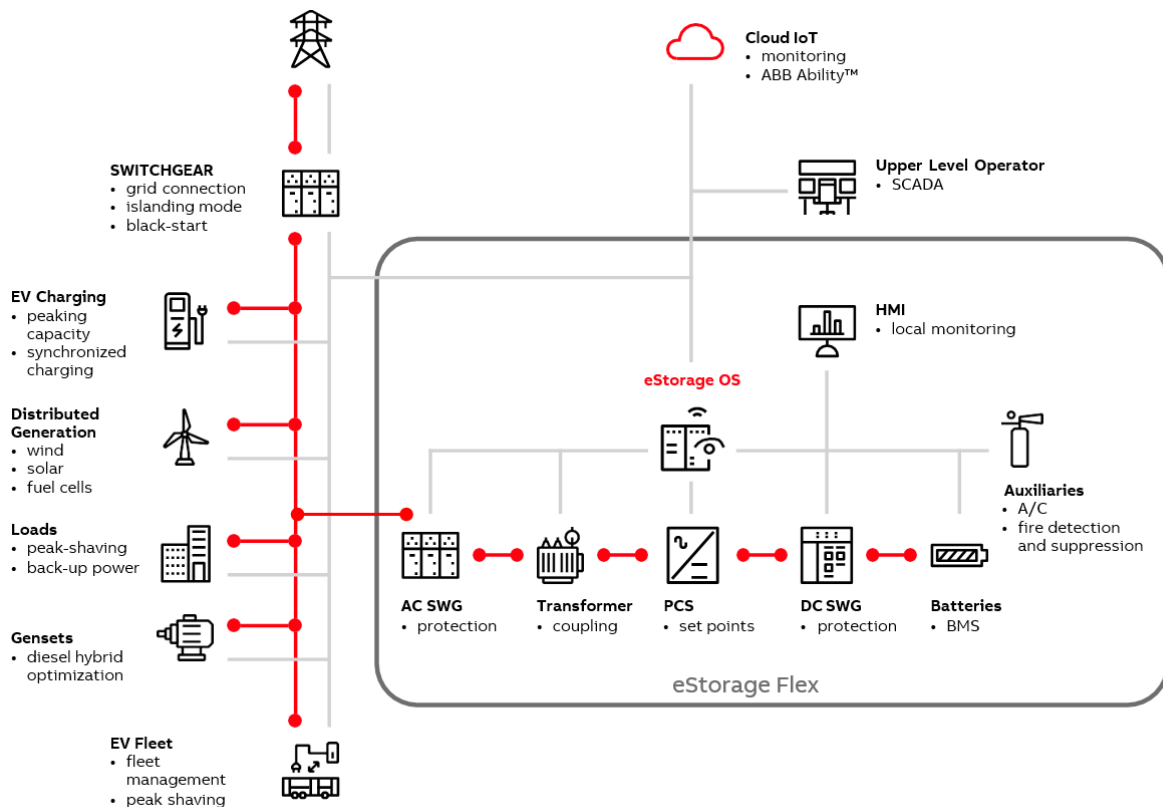 Cloud IoT
• monitoring
• ABB Ability™
SWITCHGEAR
• grid connection
• islanding mode
• black-start
Upper Level Operator
• SCADA
EV Charging
• peaking
capacity
• synchronized
charging
HMI
• local monitoring
eStorage OS
Distributed
Generation
• wind
• solar
• fuel cells
Auxiliaries
• A/C
• fire detection
and suppression
Loads
• peak-shaving
• back-up power
AC SWG
• protection
Transformer
• coupling
PCS
• set points
DC SWG
• protection
Batteries
• BMS
Gensets
• diesel hybrid
optimization
eStorage Flex
EV Fleet
• fleet
management
• peak shaving